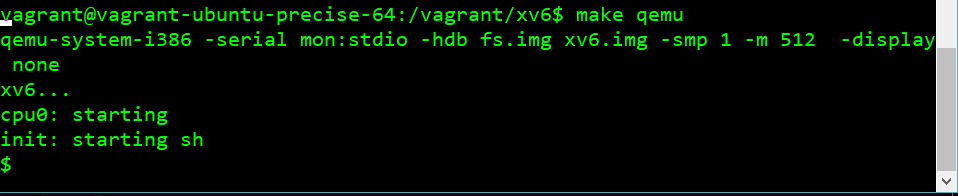 vagrant@vagrant-ubuntu-precise-64:/vagrant/xv6$ make qemu
qemu-system-i386 -serial mon:stdio -hdb fs.img xv6.img -smp 1 -m 512  -display
 none
xv6...
cpu0: starting
init: starting sh
$